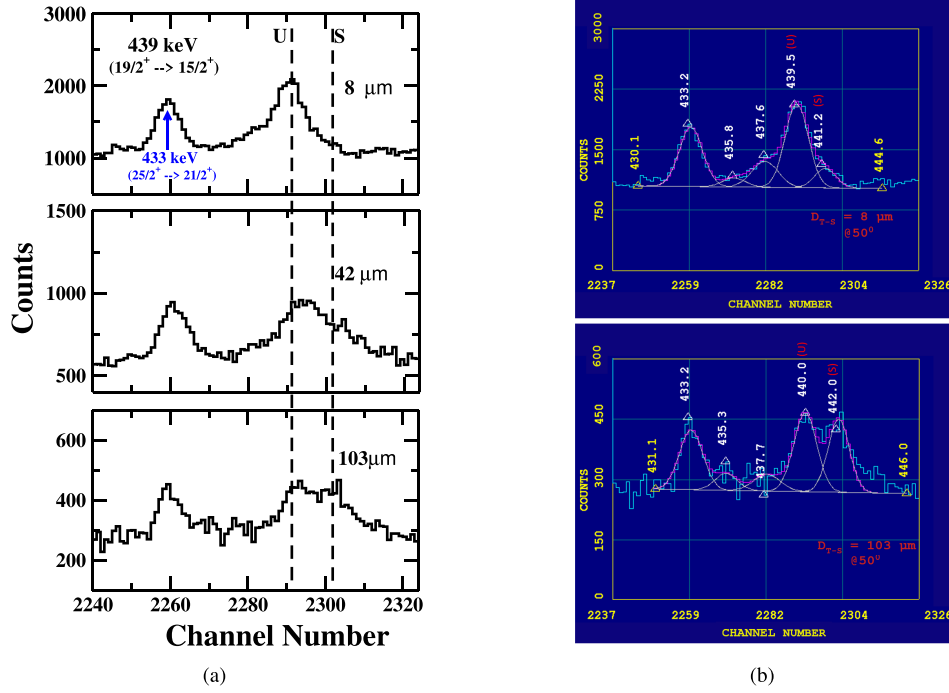 (a)
3000
2000
1000
439 keV
(19/2+ --> 15/2+)
U
S
8 μm
433 keV
(25/2+ --> 21/2+)
1500
1000
500
42 μm
600
400
200
103μm
Counts
2240 2260 2280 2300 2320
Channel Number
(a)
(b)
3000
2250
1500
750
0
COUNTS
430.1
433.2
435.8
437.6
439.5 (U)
441.2 (S)
444.6
DT-S = 8 μm
@50⁰
2237 2259 2282 2304 2326
CHANNEL NUMBER
600
450
300
150
0
COUNTS
431.1
433.2
435.3
437.7
440.0 (U)
442.0 (S)
446.0
DT-S = 103 μm
@50⁰
2237 2259 2282 2304 2326
CHANNEL NUMBER
(b)